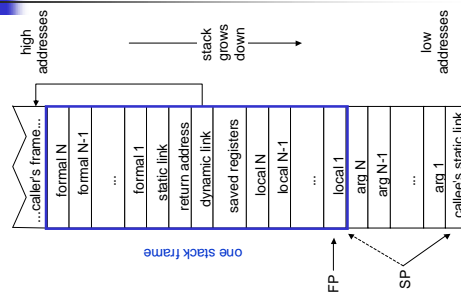 high
addresses
stack
grows
down
low
addresses
...caller's frame...
formal N
formal N-1
...
formal 1
static link
return address
dynamic link
saved registers
local N
local N-1
...
local 1
arg N
arg N-1
...
arg 1
callee's static link
one stack frame
FP
SP